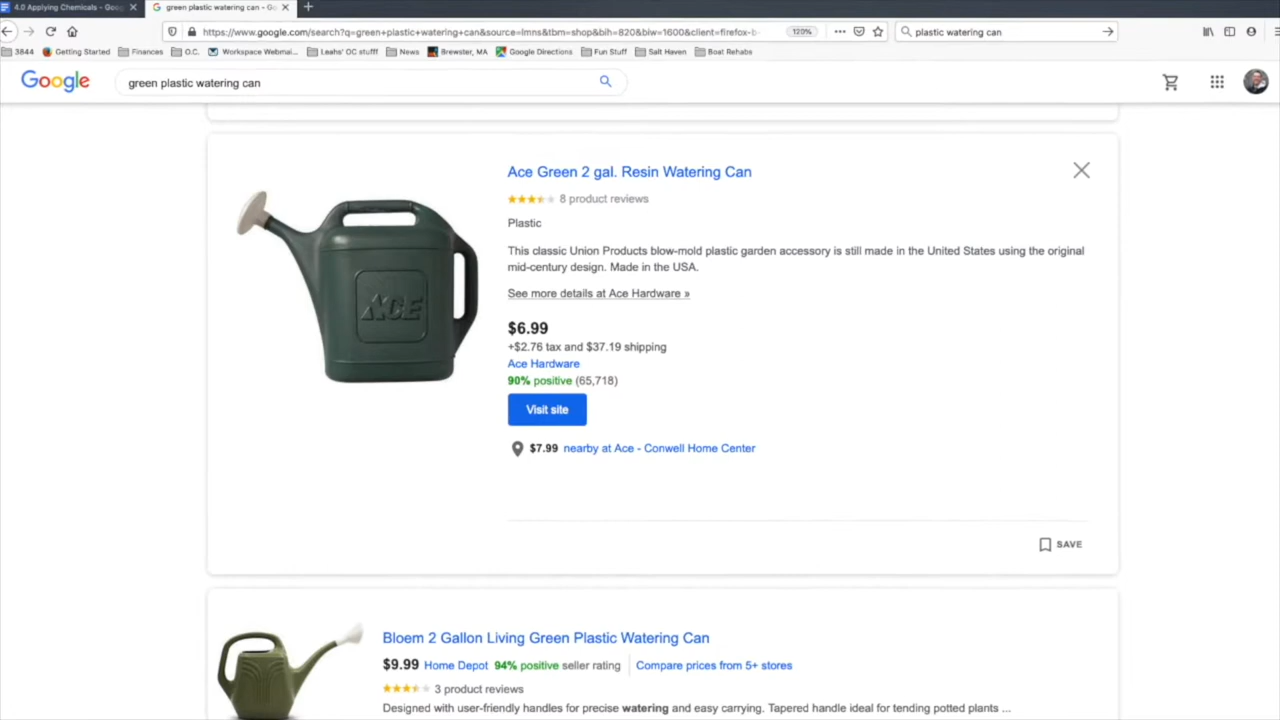 4.0 Applying Chemicals - Goog
green plastic watering can - Go
https://www.google.com/search?q=green+plastic+watering+can&source=lmns&tbm=shop&bih=820&biw=1600&client=firefox-b-
120%
plastic watering can
3844
Getting Started
Finances
O.C.
Workspace Webmai...
Leahs' OC stufff
News
Brewster, MA
Google Directions
Fun Stuff
Salt Haven
Boat Rehabs
Google
green plastic watering can
Ace Green 2 gal. Resin Watering Can
8 product reviews
Plastic
This classic Union Products blow-mold plastic garden accessory is still made in the United States using the original
mid-century design. Made in the USA.
See more details at Ace Hardware »
$6.99
+$2.76 tax and $37.19 shipping
Ace Hardware
90% positive (65,718)
Visit site
$7.99 nearby at Ace - Conwell Home Center
ACE
SAVE
Bloem 2 Gallon Living Green Plastic Watering Can
$9.99 Home Depot 94% positive seller rating Compare prices from 5+ stores
3 product reviews
Designed with user-friendly handles for precise watering and easy carrying. Tapered handle ideal for tending potted plants ...